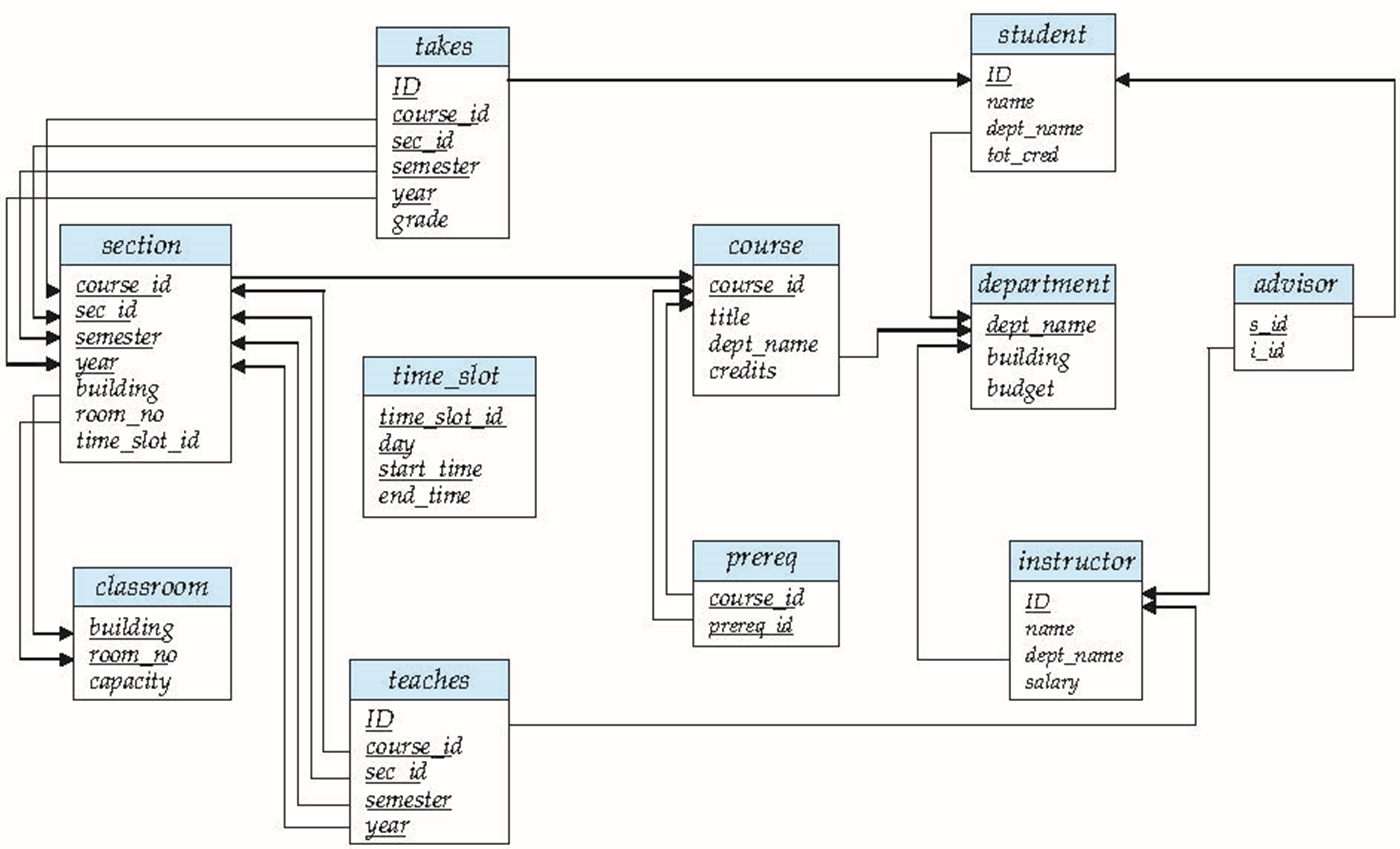 takes
ID
course_id
sec_id
semester
year
grade
student
ID
name
dept_name
tot_cred
section
course_id
sec_id
semester
year
building
room_no
time_slot_id
course
course_id
title
dept_name
credits
department
dept_name
building
budget
advisor
s_id
i_id
time_slot
time_slot_id
day
start_time
end_time
prereq
course_id
prereq_id
instructor
ID
name
dept_name
salary
classroom
building
room_no
capacity
teaches
ID
course_id
sec_id
semester
year